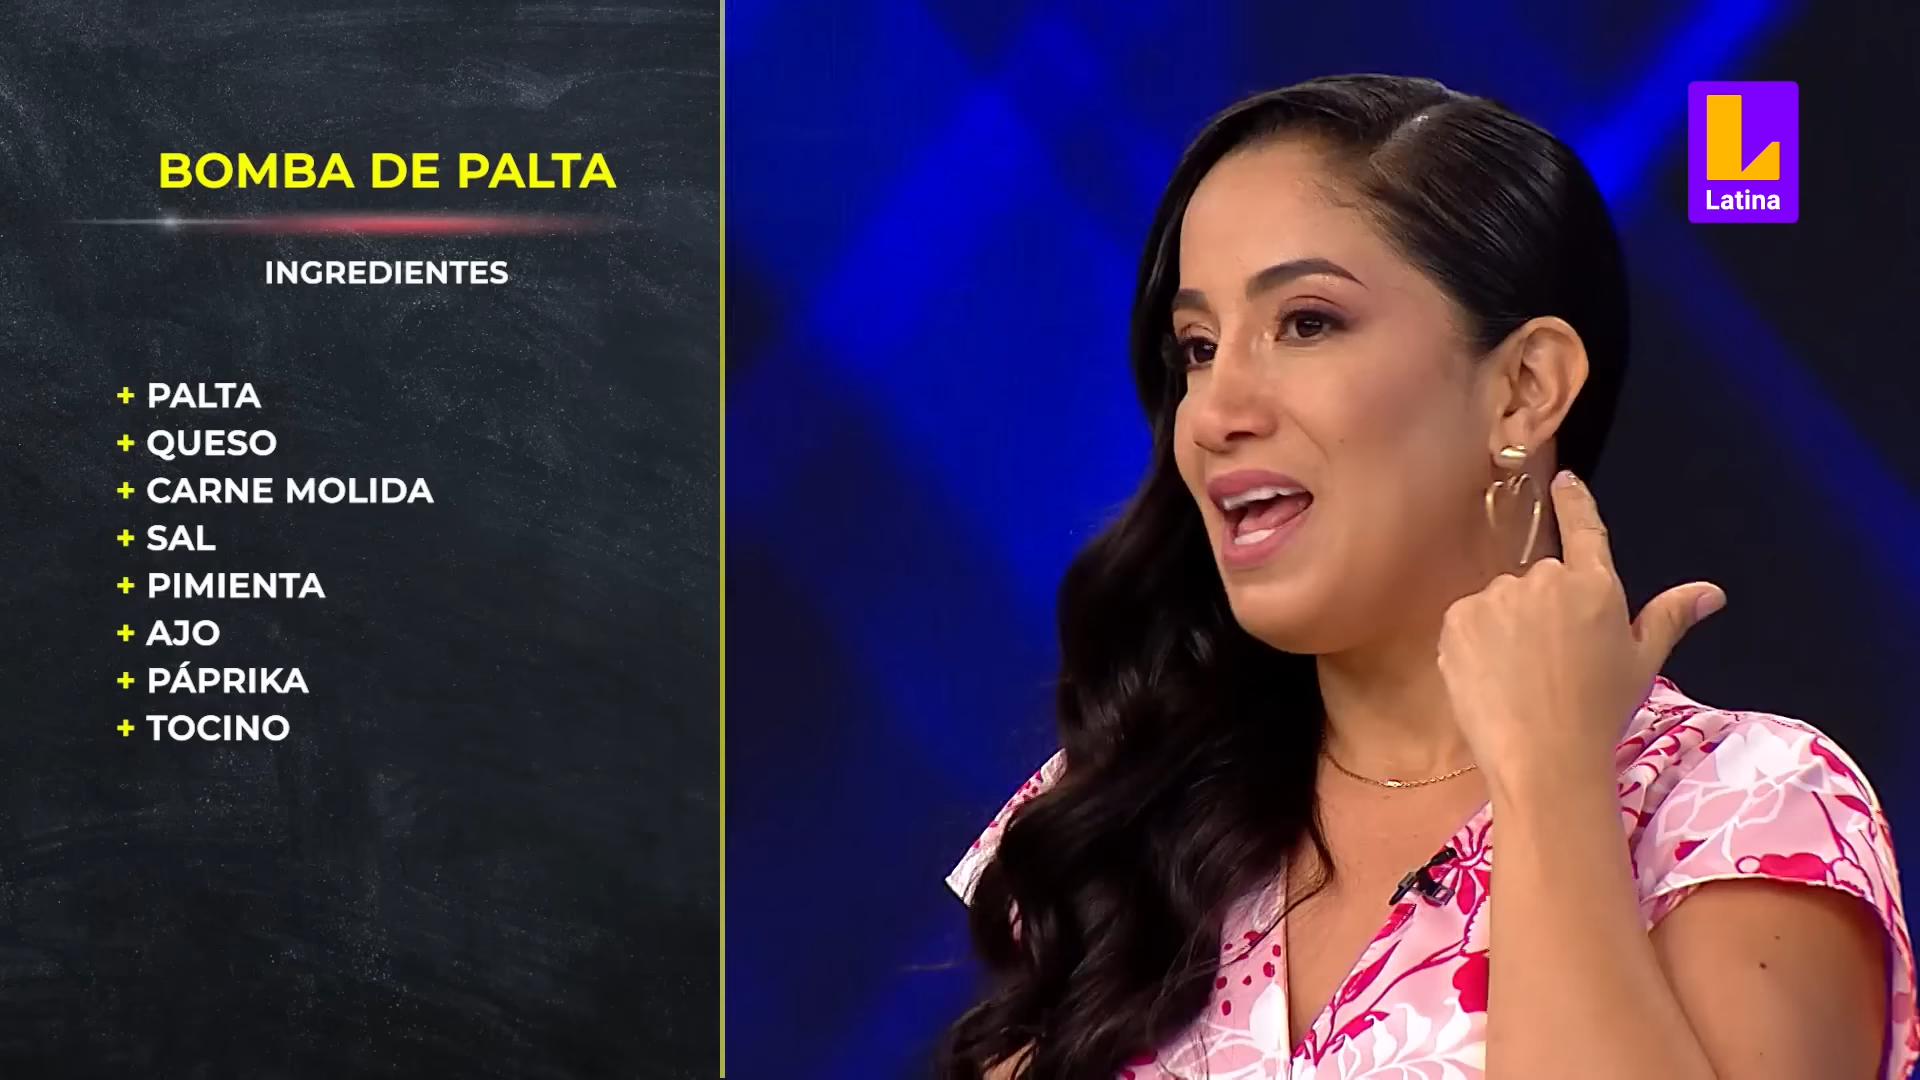 BOMBA DE PALTA
INGREDIENTES
+ PALTA
+ QUESO
+ CARNE MOLIDA
+ SAL
+ PIMIENTA
+ AJO
+ PÁPRIKA
+ TOCINO
Latina